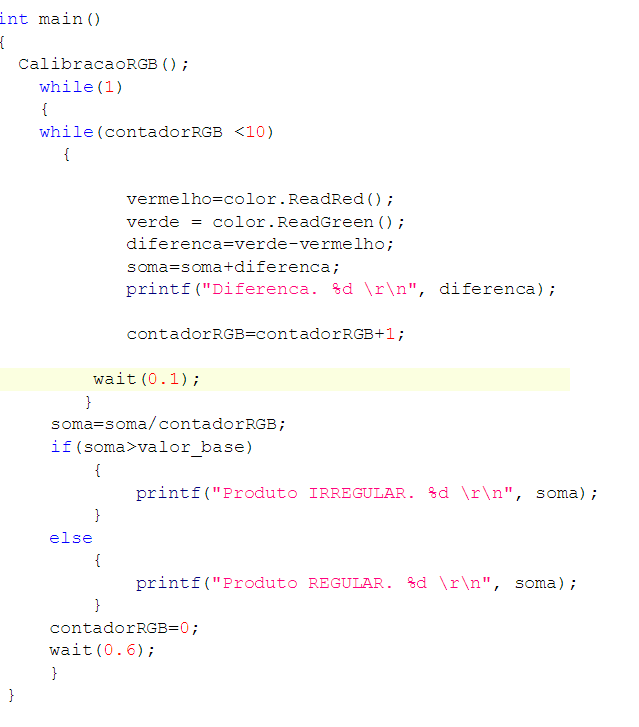 int main()
{
CalibracaoRGB();
while(1)
{
while(contadorRGB <10)
{
vermelho=color.ReadRed();
verde = color.ReadGreen();
diferenca=verde-vermelho;
soma=soma+diferenca;
printf("Diferenca. %d \r\n", diferenca);
contadorRGB=contadorRGB+1;
wait(0.1);
}
soma=soma/contadorRGB;
if(soma>valor_base)
{
printf("Produto IRREGULAR. %d \r\n", soma);
}
else
{
printf("Produto REGULAR. %d \r\n", soma);
}
contadorRGB=0;
wait(0.6);
}
}